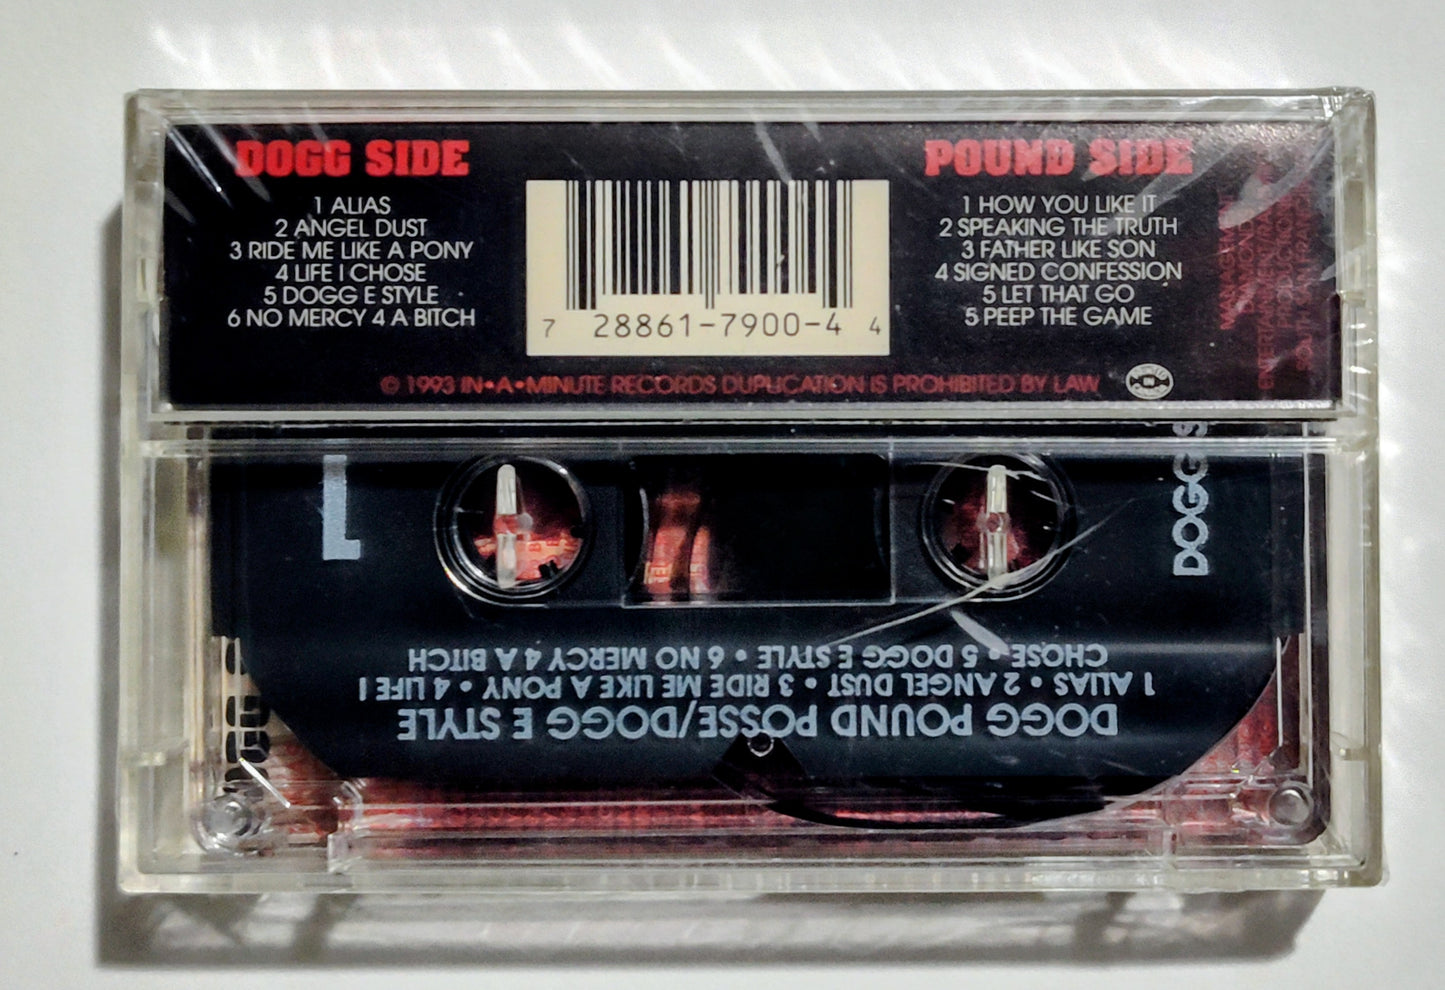 DOGG SIDE
1 ALIAS
2 ANGEL DUST
3 RIDE ME LIKE A PONY
4 LIFE I CHOSE
5 DOGG E STYLE
6 NO MERCY 4 A BITCH
7 28861-7900-4 4
POUND SIDE
1 HOW YOU LIKE IT
2 SPEAKING THE TRUTH
3 FATHER LIKE SON
4 SIGNED CONFESSION
5 LET THAT GO
5 PEEP THE GAME
© 1993 IN•A•MINUTE RECORDS DUPLICATION IS PROHIBITED BY LAW
1
DOGG S
DOGG POUND POSSE/DOGG E STYLE
1 ALIAS • 2 ANGEL DUST • 3 RIDE ME LIKE A PONY • 4 LIFE I
CHOSE • 5 DOGG E STYLE • 6 NO MERCY 4 A BITCH